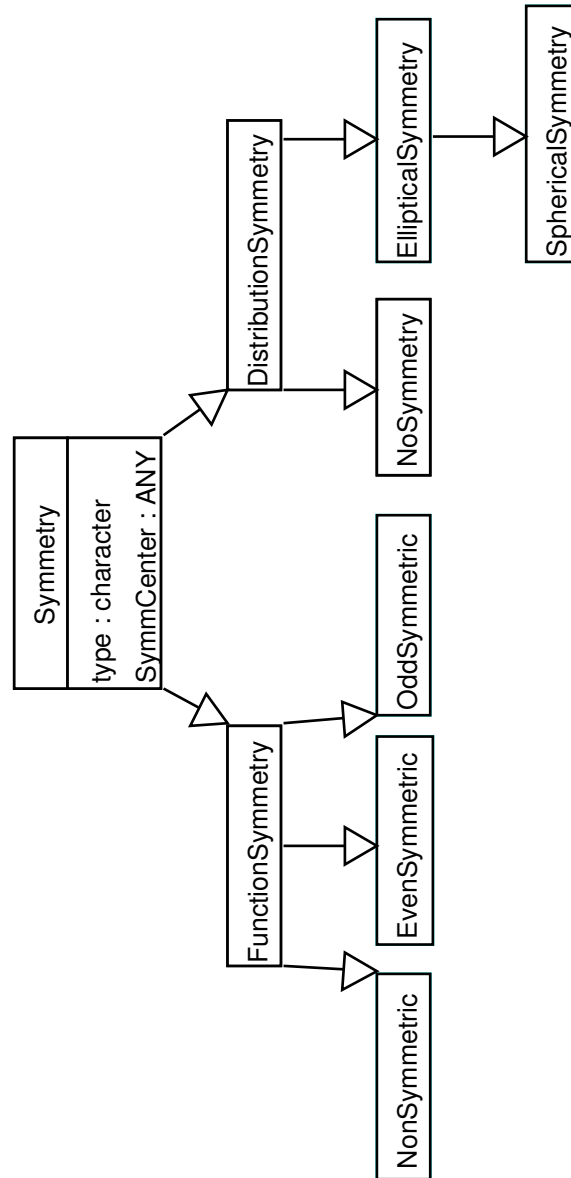 Symmetry
type : character
SymmCenter : ANY
FunctionSymmetry
DistributionSymmetry
NonSymmetric
EvenSymmetric
OddSymmetric
NoSymmetry
EllipticalSymmetry
SphericalSymmetry